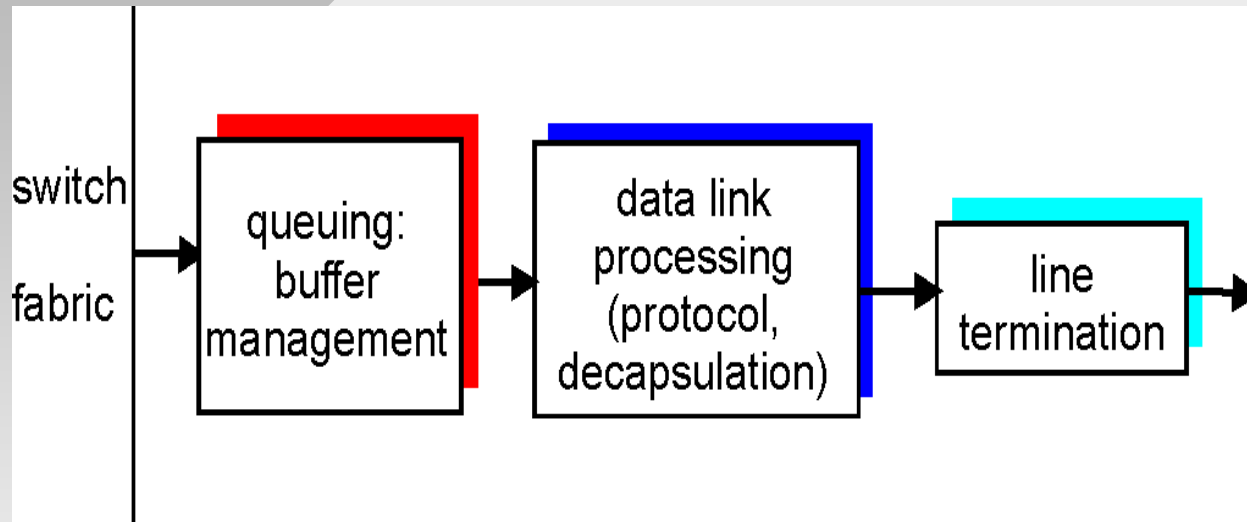 switch
fabric
queuing:
buffer
management
data link
processing
(protocol,
decapsulation)
line
termination